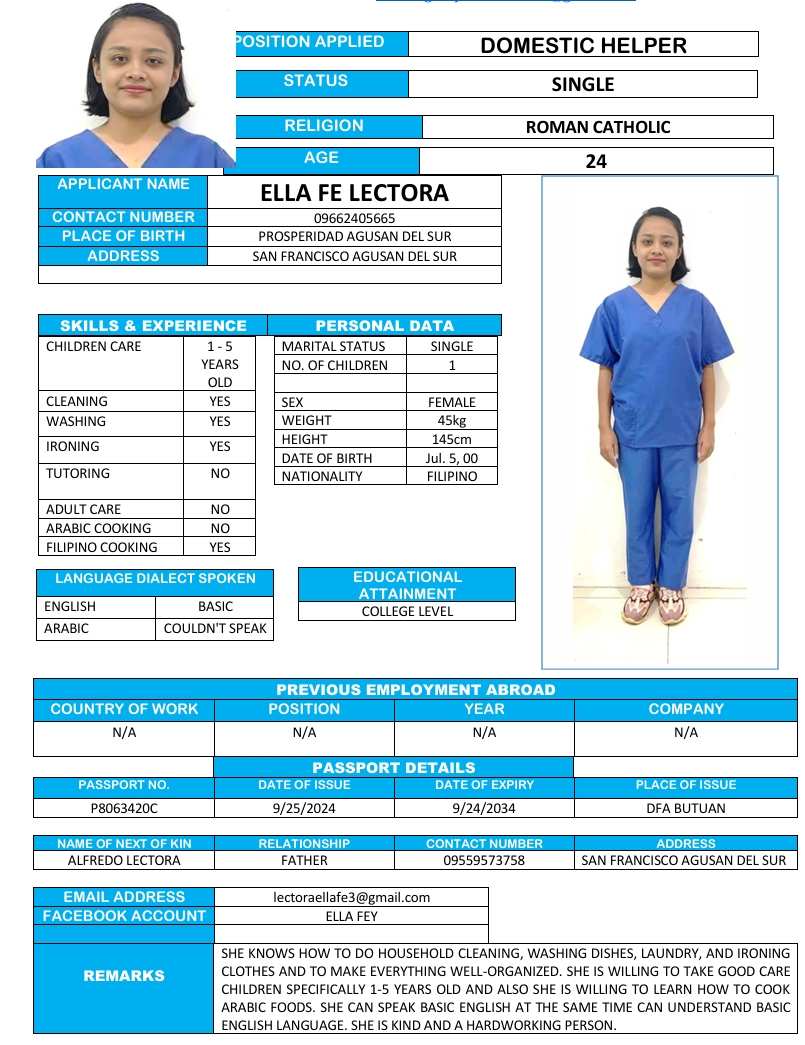 POSITION APPLIED DOMESTIC HELPER
STATUS SINGLE
RELIGION ROMAN CATHOLIC
AGE 24
APPLICANT NAME ELLA FE LECTORA
CONTACT NUMBER 09662405665
PLACE OF BIRTH PROSPERIDAD AGUSAN DEL SUR
ADDRESS SAN FRANCISCO AGUSAN DEL SUR
SKILLS & EXPERIENCE
CHILDREN CARE 1 - 5
YEARS
OLD
CLEANING YES
WASHING YES
IRONING YES
TUTORING NO
ADULT CARE NO
ARABIC COOKING NO
FILIPINO COOKING YES
PERSONAL DATA
MARITAL STATUS SINGLE
NO. OF CHILDREN 1
SEX FEMALE
WEIGHT 45kg
HEIGHT 145cm
DATE OF BIRTH Jul. 5, 00
NATIONALITY FILIPINO
LANGUAGE DIALECT SPOKEN
ENGLISH BASIC
ARABIC COULDN'T SPEAK
EDUCATIONAL
ATTAINMENT
COLLEGE LEVEL
PREVIOUS EMPLOYMENT ABROAD
COUNTRY OF WORK POSITION YEAR COMPANY
N/A N/A N/A N/A
PASSPORT DETAILS
PASSPORT NO. DATE OF ISSUE DATE OF EXPIRY PLACE OF ISSUE
P8063420C 9/25/2024 9/24/2034 DFA BUTUAN
NAME OF NEXT OF KIN RELATIONSHIP CONTACT NUMBER ADDRESS
ALFREDO LECTORA FATHER 09559573758 SAN FRANCISCO AGUSAN DEL SUR
EMAIL ADDRESS lectoraellafe3@gmail.com
FACEBOOK ACCOUNT ELLA FEY
REMARKS
SHE KNOWS HOW TO DO HOUSEHOLD CLEANING, WASHING DISHES, LAUNDRY, AND IRONING
CLOTHES AND TO MAKE EVERYTHING WELL-ORGANIZED. SHE IS WILLING TO TAKE GOOD CARE
CHILDREN SPECIFICALLY 1-5 YEARS OLD AND ALSO SHE IS WILLING TO LEARN HOW TO COOK
ARABIC FOODS. SHE CAN SPEAK BASIC ENGLISH AT THE SAME TIME CAN UNDERSTAND BASIC
ENGLISH LANGUAGE. SHE IS KIND AND A HARDWORKING PERSON.